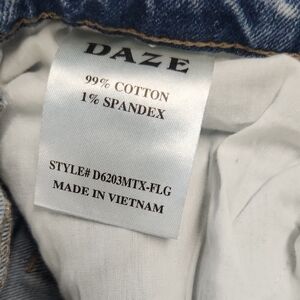 DAZE
99% COTTON
1% SPANDEX
STYLE# D6203MTX-FLG
MADE IN VIETNAM